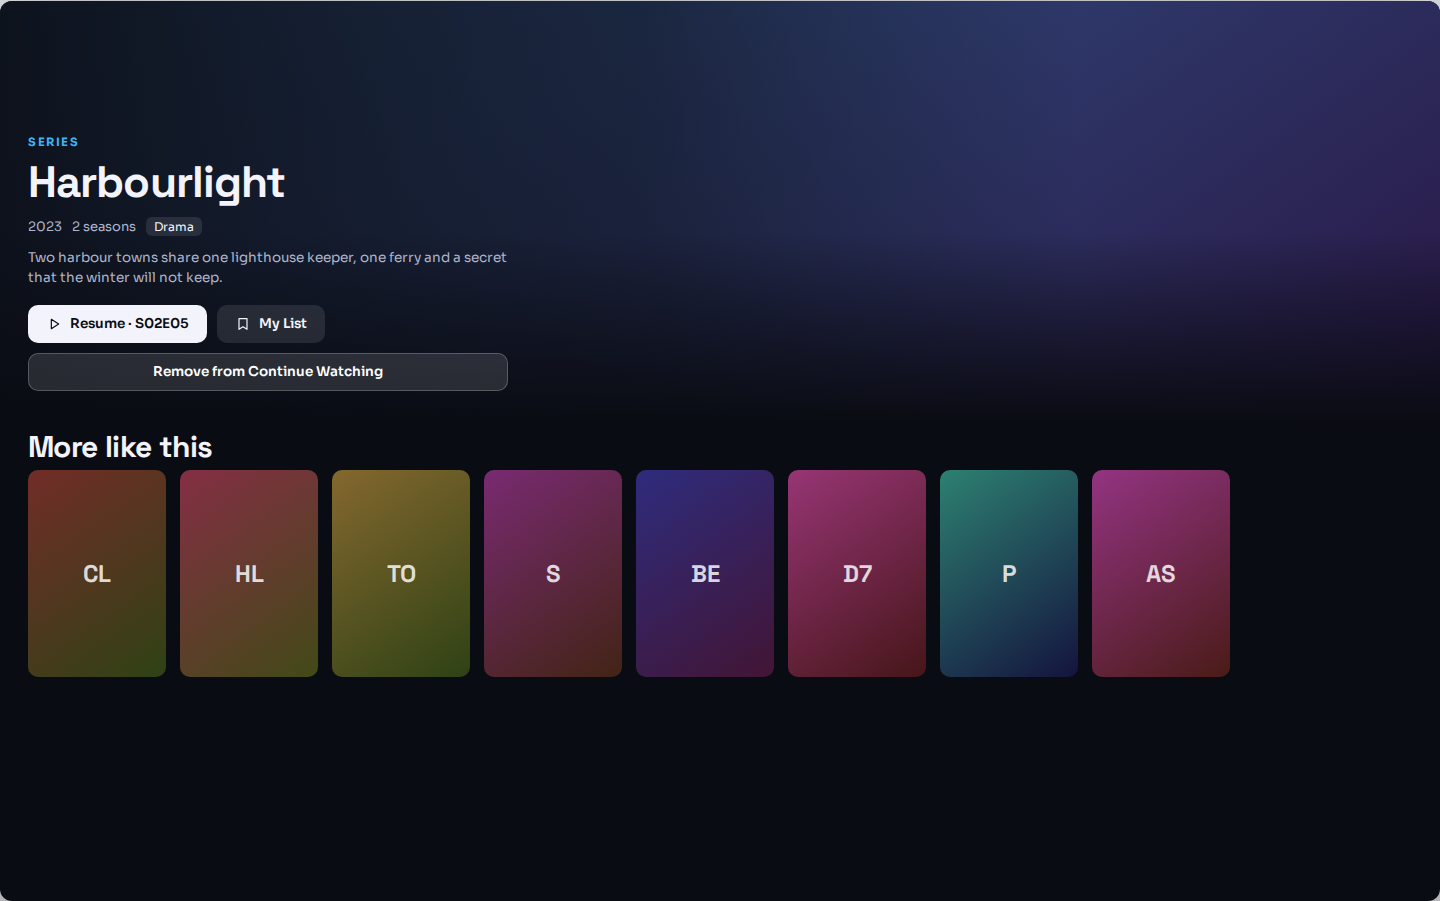 SERIES
Harbourlight
2023 2 seasons Drama
Two harbour towns share one lighthouse keeper, one ferry and a secret
that the winter will not keep.
Resume · S02E05 My List
Remove from Continue Watching
More like this
CL HL TO S BE D7 P AS